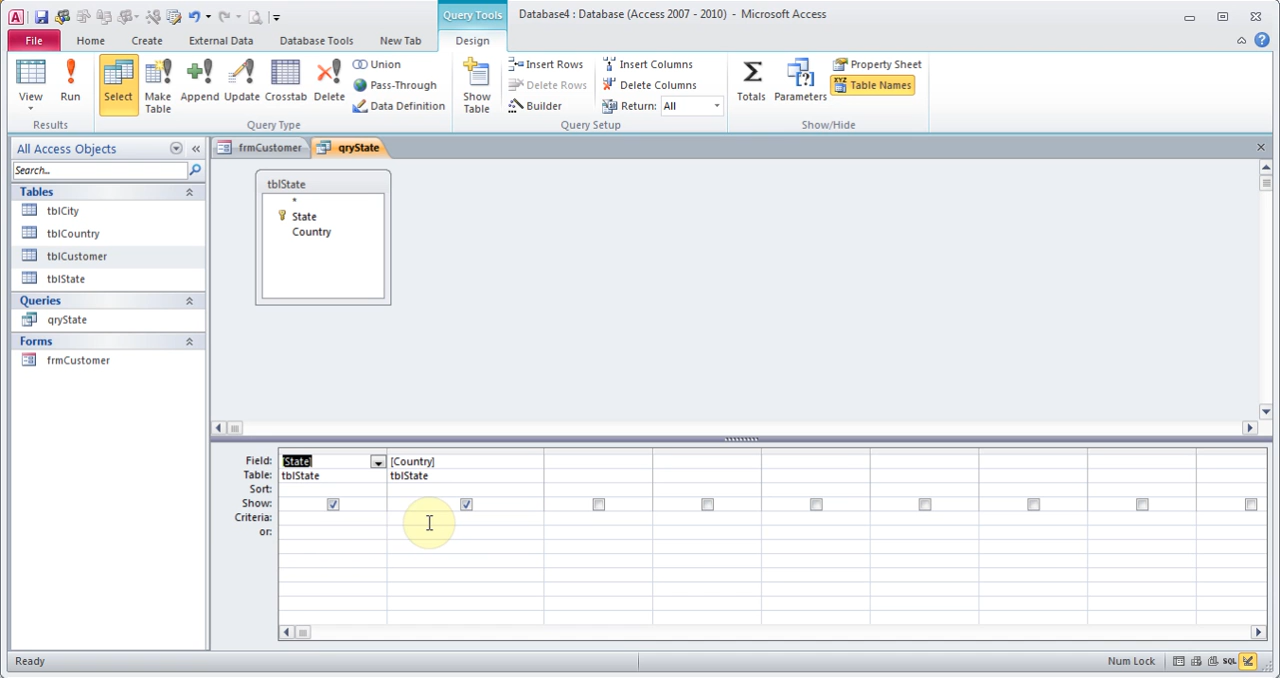 Query Tools
Database4 : Database (Access 2007 - 2010) - Microsoft Access
File Home Create External Data Database Tools New Tab Design
View
Run
Select
Make Table
Append
Update
Crosstab
Delete
Union
Pass-Through
Data Definition
Show Table
Insert Rows
Delete Rows
Builder
Insert Columns
Delete Columns
Return: All
Totals
Parameters
Property Sheet
XYZ Table Names
Results Query Type Query Setup Show/Hide
All Access Objects
Search...
Tables
tblCity
tblCountry
tblCustomer
tblState
Queries
qryState
Forms
frmCustomer
frmCustomer qryState
tblState
*
State
Country
Field: [State] [Country]
Table: tblState tblState
Sort:
Show:
Criteria:
or:
Ready Num Lock SQL